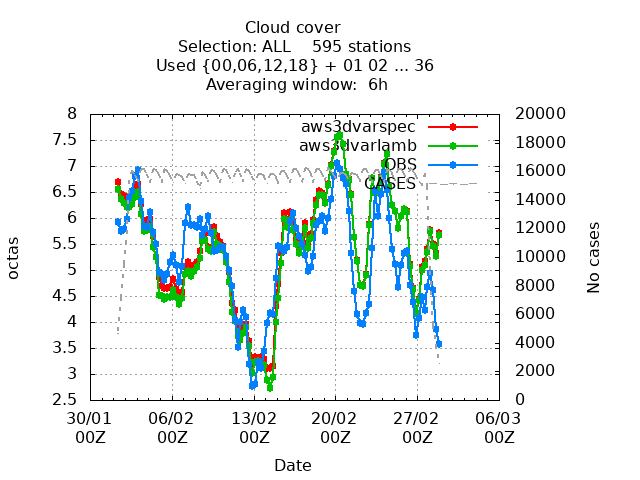 Cloud cover
Selection: ALL    595 stations
Used {00,06,12,18} + 01 02 ... 36
Averaging window:  6h
8
7.5
7
6.5
6
5.5
5
4.5
4
3.5
3
2.5
octas
aws3dvarspec
aws3dvarlamb
OBS
CASES
20000
18000
16000
14000
12000
10000
8000
6000
4000
2000
0
No cases
30/01 06/02 13/02 20/02 27/02 06/03
00Z 00Z 00Z 00Z 00Z 00Z
Date